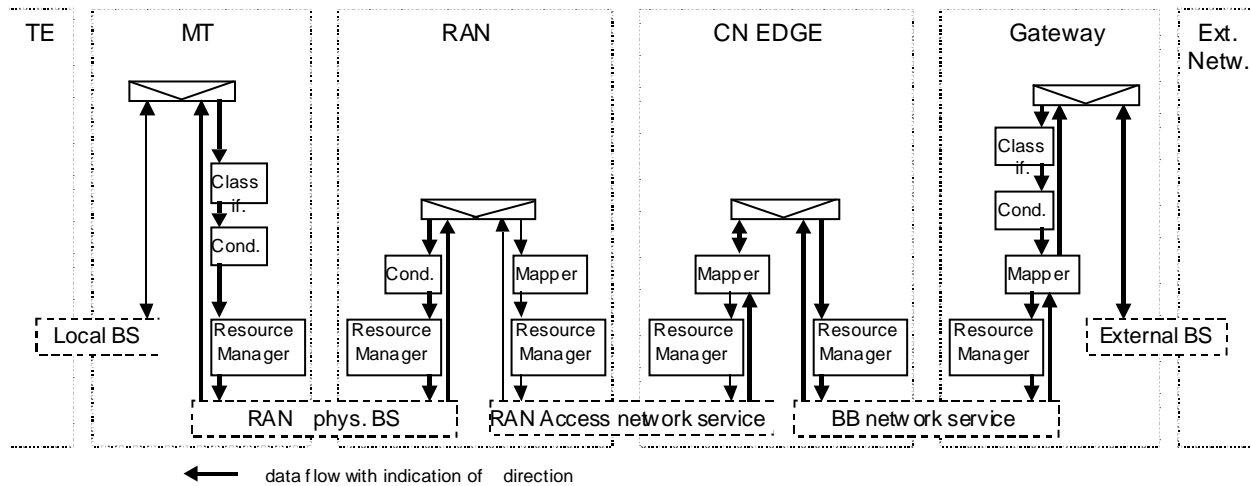 TE
MT
RAN
CN EDGE
Gateway
Ext.
Netw.
Class
if.
Cond.
Class
if.
Cond.
Cond.
Mapper
Mapper
Mapper
Local BS
Resource
Manager
Resource
Manager
Resource
Manager
Resource
Manager
Resource
Manager
Resource
Manager
External BS
RAN phys. BS
RAN Access network service
BB network service
data flow with indication of direction